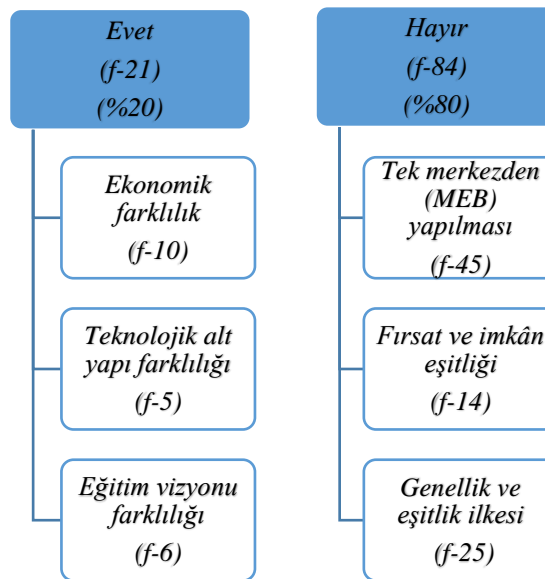 Evet
(f-21)
(%20)
Ekonomik
farklılık
(f-10)
Teknolojik alt
yapı farklılığı
(f-5)
Eğitim vizyonu
farklılığı
(f-6)
Hayır
(f-84)
(%80)
Tek merkezden
(MEB)
yapılması
(f-45)
Fırsat ve imkân
eşitliği
(f-14)
Genellik ve
eşitlik ilkesi
(f-25)